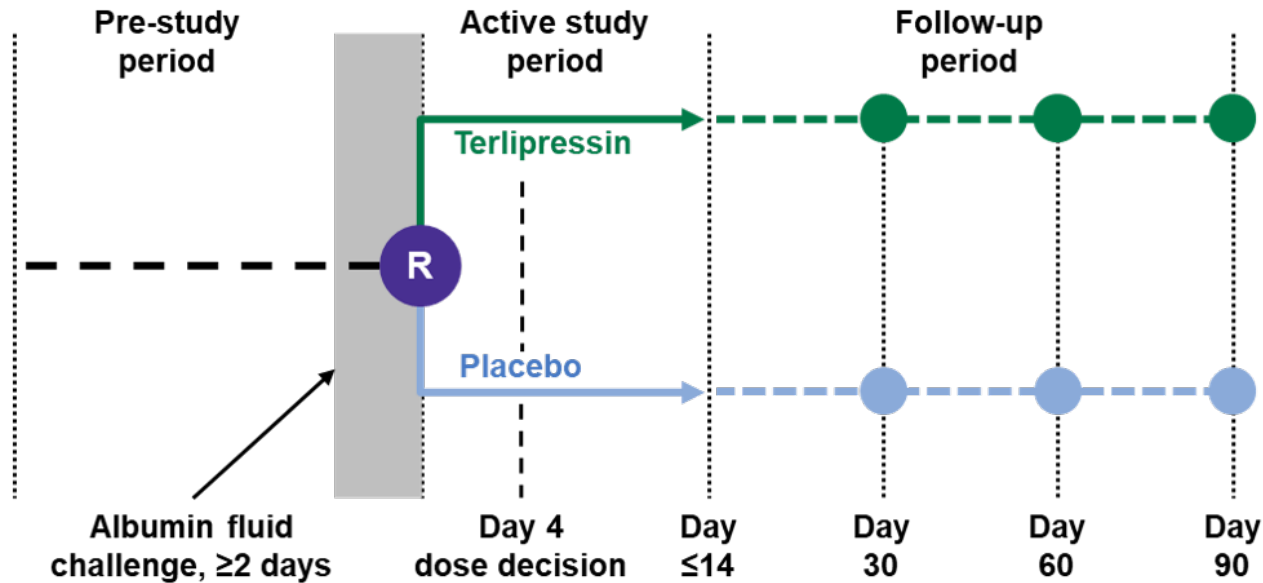 Pre-study
period
Active study
period
Follow-up
period
Terlipressin
R
Placebo
Albumin fluid
challenge, ≥2 days
Day 4
dose decision
Day
≤14
Day
30
Day
60
Day
90